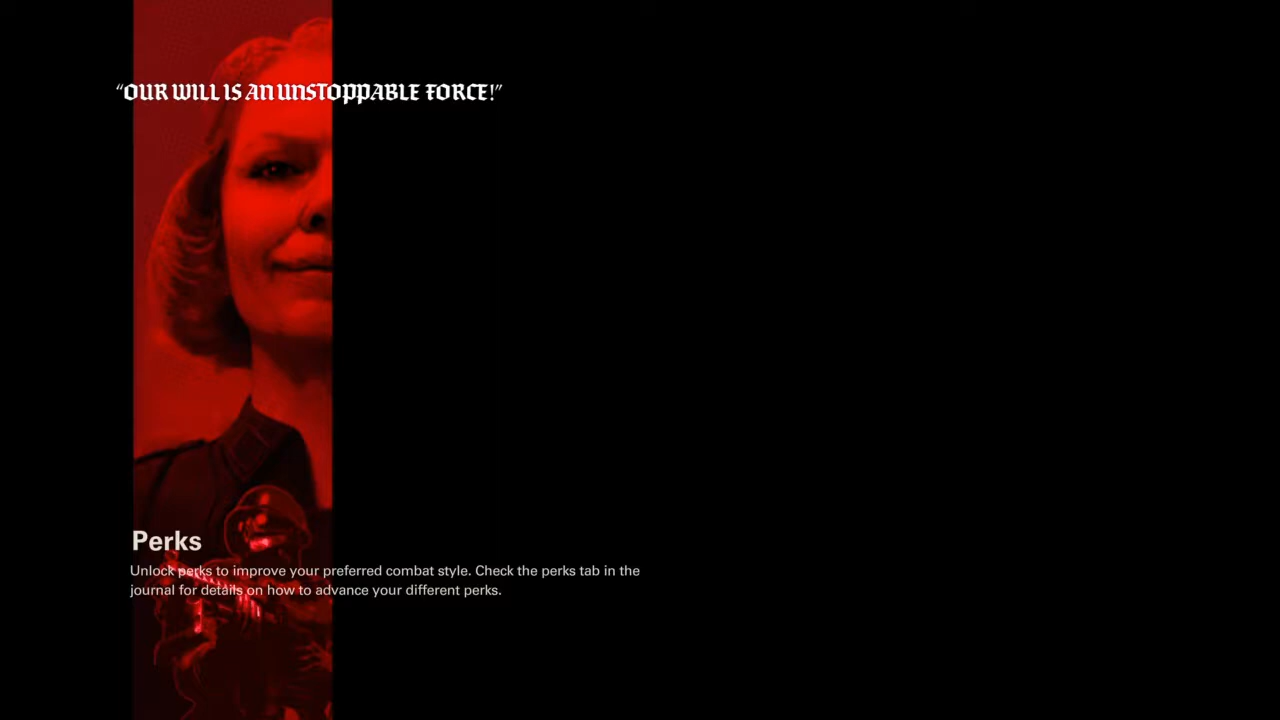 “OUR WILL IS AN UNSTOPPABLE FORCE!”
Perks
Unlock perks to improve your preferred combat style. Check the perks tab in the
journal for details on how to advance your different perks.